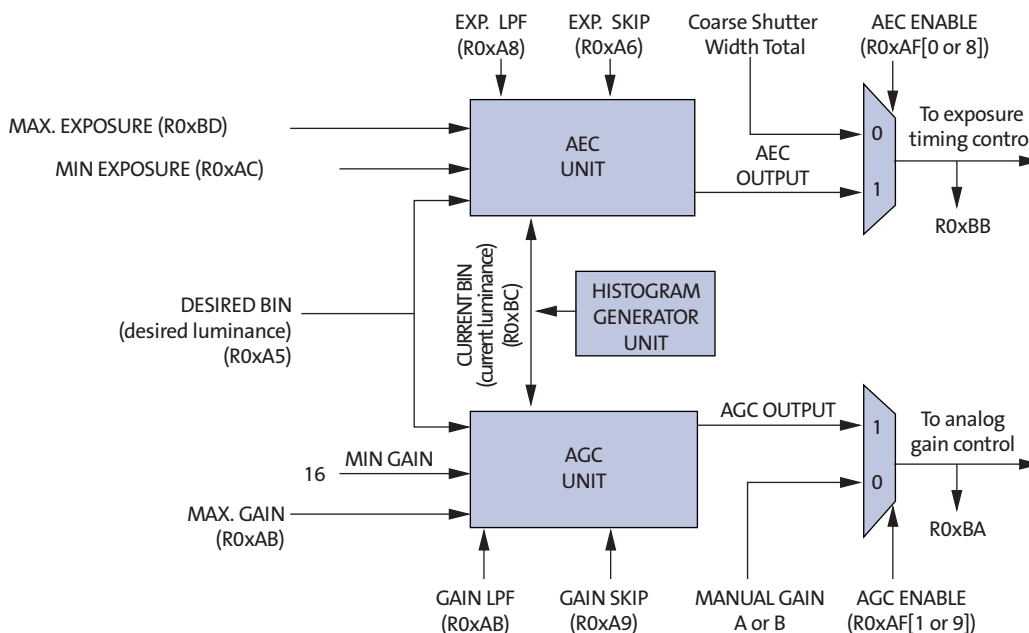 EXP. LPF
(R0xA8)
EXP. SKIP
(R0xA6)
Coarse Shutter
Width Total
AEC ENABLE
(R0xAF[0 or 8])
MAX. EXPOSURE (R0xBD)
MIN EXPOSURE (R0xAC)
AEC
UNIT
AEC
OUTPUT
0
1
To exposure
timing control
R0xBB
DESIRED BIN
(desired luminance)
(R0xA5)
CURRENT BIN
(current luminance)
(R0xBC)
HISTOGRAM
GENERATOR
UNIT
16
MIN GAIN
MAX. GAIN
(R0xAB)
AGC
UNIT
AGC OUTPUT
1
0
To analog
gain control
R0xBA
GAIN LPF
(R0xAB)
GAIN SKIP
(R0xA9)
MANUAL GAIN
A or B
AGC ENABLE
(R0xAF[1 or 9])